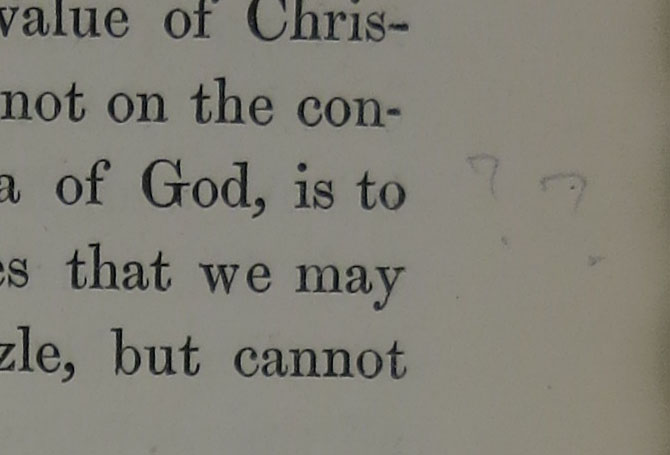 value of Chris-
not on the con-
a of God, is to ? ?
es that we may
zle, but cannot